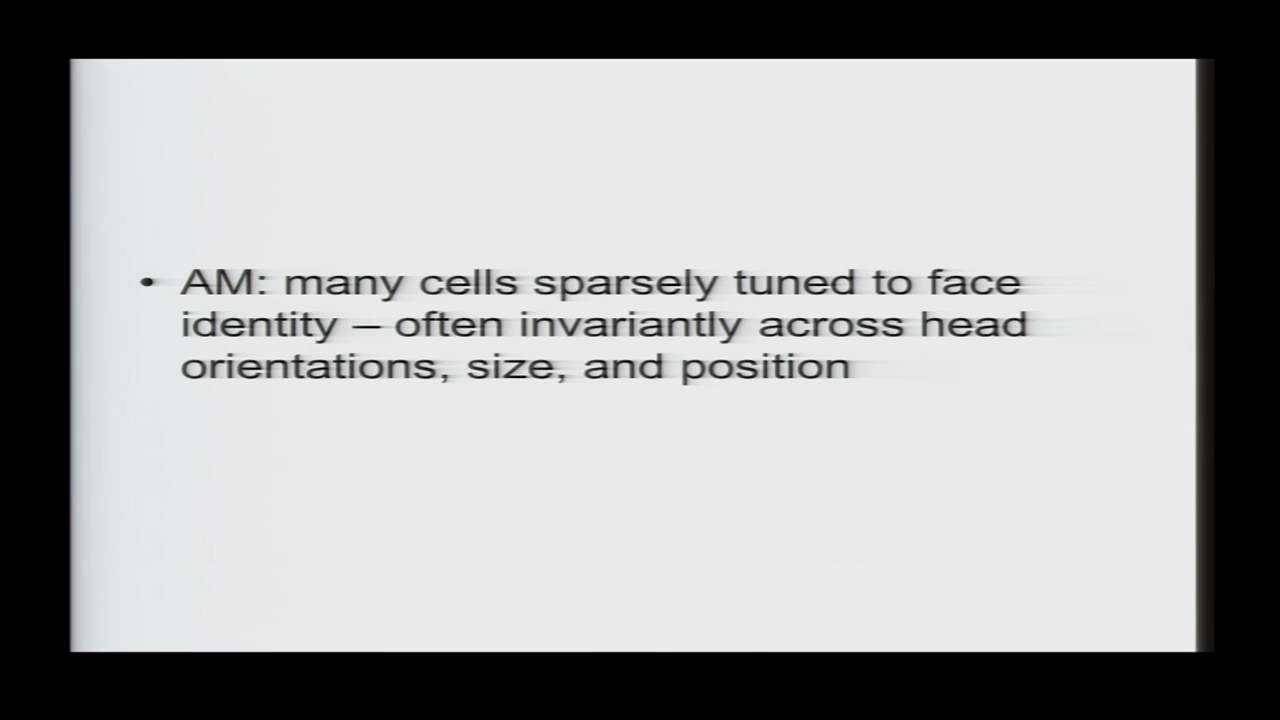 • AM: many cells sparsely tuned to face
identity – often invariantly across head
orientations, size, and position